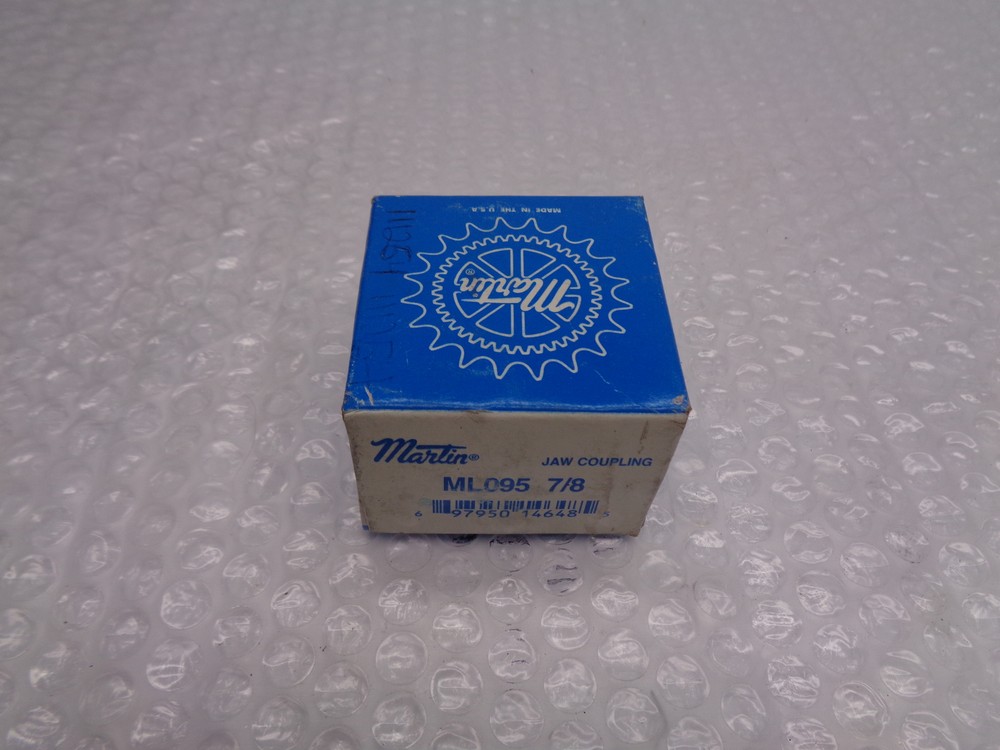 MADE IN THE U.S.A.
Martin®
Martin®
JAW COUPLING
ML095 7/8
6 97950 14648 5